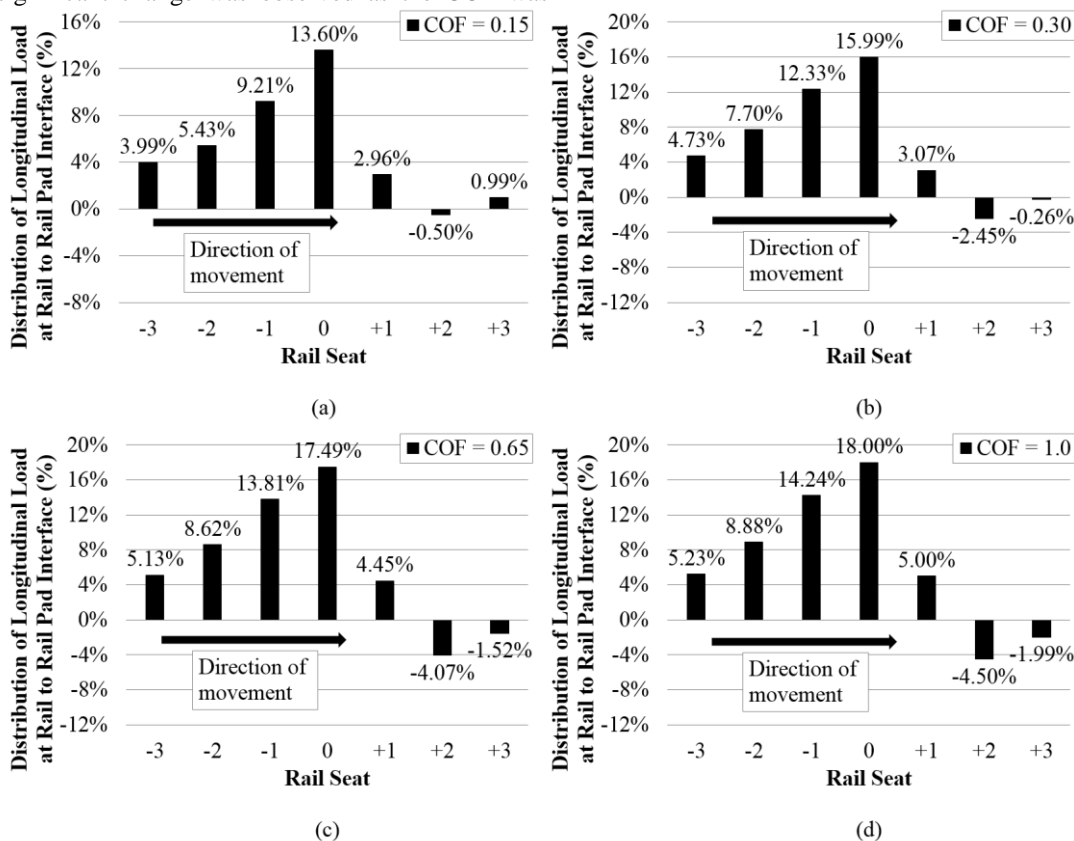 16%
12%
8%
4%
0%
-4%
-8%
Distribution of Longitudinal Load
at Rail to Rail Pad Interface (%)
COF = 0.15
3.99%
5.43%
9.21%
13.60%
2.96%
-0.50%
0.99%
Direction of
movement
-3 -2 -1 0 +1 +2 +3
Rail Seat
(a)
20%
16%
12%
8%
4%
0%
-4%
-8%
-12%
Distribution of Longitudinal Load
at Rail to Rail Pad Interface (%)
COF = 0.30
4.73%
7.70%
12.33%
15.99%
3.07%
-2.45%
-0.26%
Direction of
movement
-3 -2 -1 0 +1 +2 +3
Rail Seat
(b)
20%
16%
12%
8%
4%
0%
-4%
-8%
-12%
Distribution of Longitudinal Load
at Rail to Rail Pad Interface (%)
COF = 0.65
5.13%
8.62%
13.81%
17.49%
4.45%
-4.07%
-1.52%
Direction of
movement
-3 -2 -1 0 +1 +2 +3
Rail Seat
(c)
20%
16%
12%
8%
4%
0%
-4%
-8%
-12%
Distribution of Longitudinal Load
at Rail to Rail Pad Interface (%)
COF = 1.0
5.23%
8.88%
14.24%
18.00%
5.00%
-4.50%
-1.99%
Direction of
movement
-3 -2 -1 0 +1 +2 +3
Rail Seat
(d)